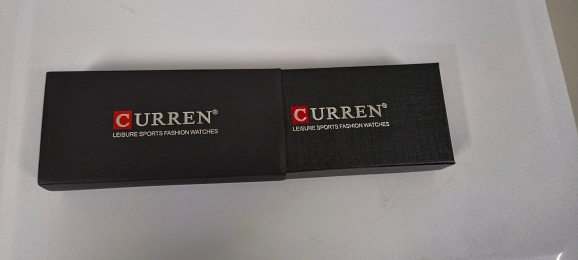 CURREN®
LEISURE SPORTS FASHION WATCHES
CURREN®
LEISURE SPORTS FASHION WATCHES